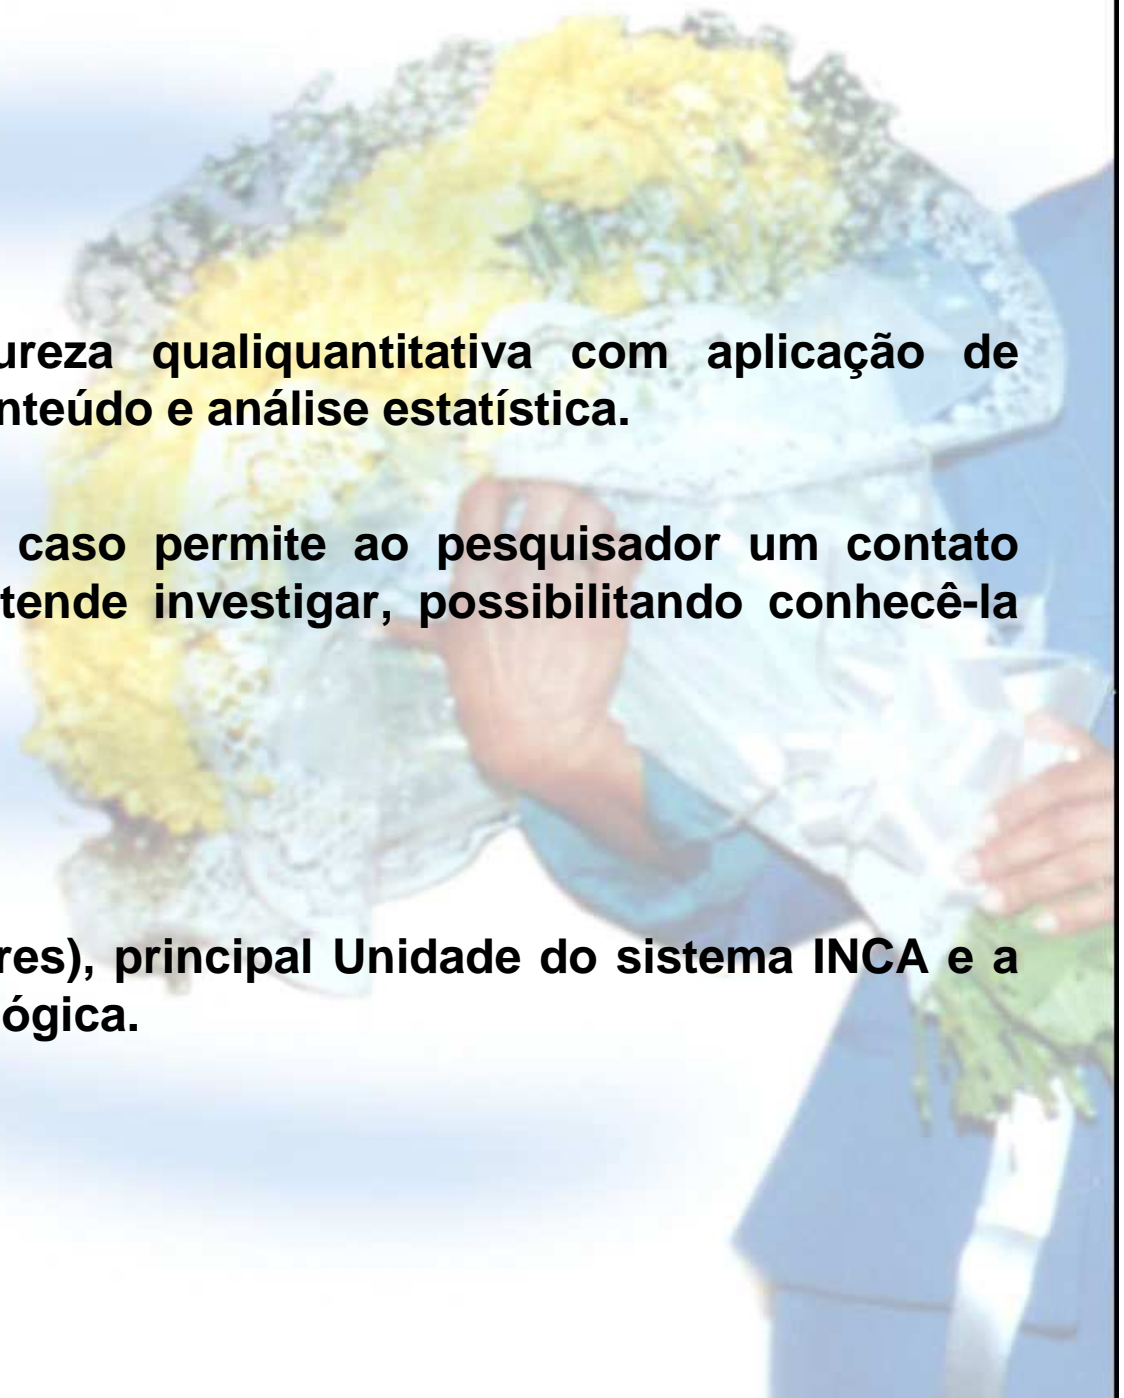 ureza qualiquantitativa com aplicação de
nteúdo e análise estatística.
caso permite ao pesquisador um contato
tende investigar, possibilitando conhecê-la
res), principal Unidade do sistema INCA e a
ógica.